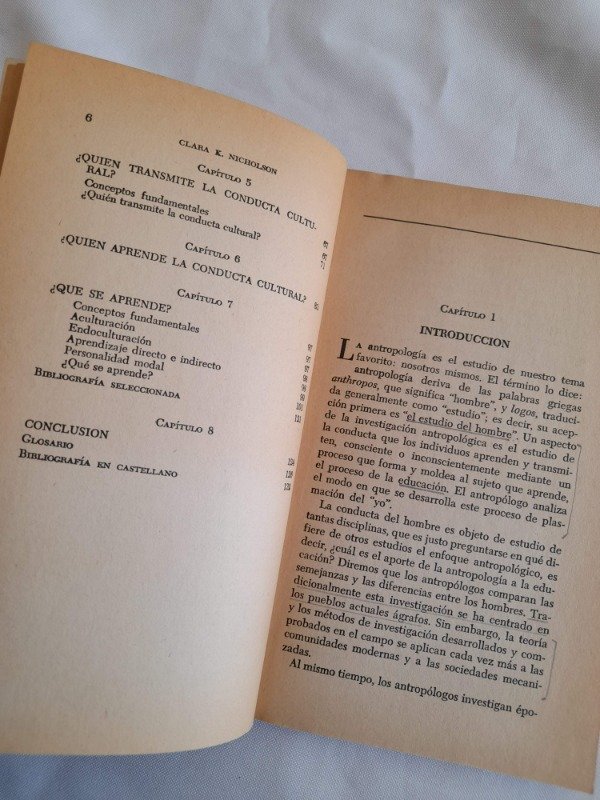 6
CLARA K. NICHOLSON
CAPÍTULO 5
¿QUIEN TRANSMITE LA CONDUCTA CULTU-
RAL?
Conceptos fundamentales
¿Quién transmite la conducta cultural?
71
CAPÍTULO 6
¿QUIEN APRENDE LA CONDUCTA CULTURAL?
CAPÍTULO 7
¿QUE SE APRENDE?
Conceptos fundamentales
Aculturación
Endoculturación
Aprendizaje directo e indirecto
Personalidad modal
¿Qué se aprende?
BIBLIOGRAFÍA SELECCIONADA
CAPÍTULO 8
CONCLUSION
GLOSARIO
BIBLIOGRAFÍA EN CASTELLANO
CAPÍTULO 1
INTRODUCCION
LA antropología es el estudio de nuestro tema
favorito: nosotros mismos. El término lo dice:
antropología deriva de las palabras griegas
anthropos, que significa "hombre", y logos, traduci-
da generalmente como "estudio"; es decir, su acep-
ción primera es "el estudio del hombre". Un aspecto
de la investigación antropológica es el estudio de
la conducta que los individuos aprenden y transmi-
ten, consciente o inconscientemente mediante un
proceso que forma y moldea al sujeto que aprende,
el proceso de la educación. El antropólogo analiza
el modo en que se desarrolla este proceso de plas-
mación del "yo".
La conducta del hombre es objeto de estudio de
tantas disciplinas, que es justo preguntarse en qué di-
fiere de otros estudios el enfoque antropológico, es
decir, ¿cuál es el aporte de la antropología a la edu-
cación? Diremos que los antropólogos comparan las
semejanzas y las diferencias entre los hombres. Tra-
dicionalmente esta investigación se ha centrado en
los pueblos actuales ágrafos. Sin embargo, la teoría
y los métodos de investigación desarrollados y com-
probados en el campo se aplican cada vez más a las
comunidades modernas y a las sociedades mecani-
zadas.
Al mismo tiempo, los antropólogos investigan épo-